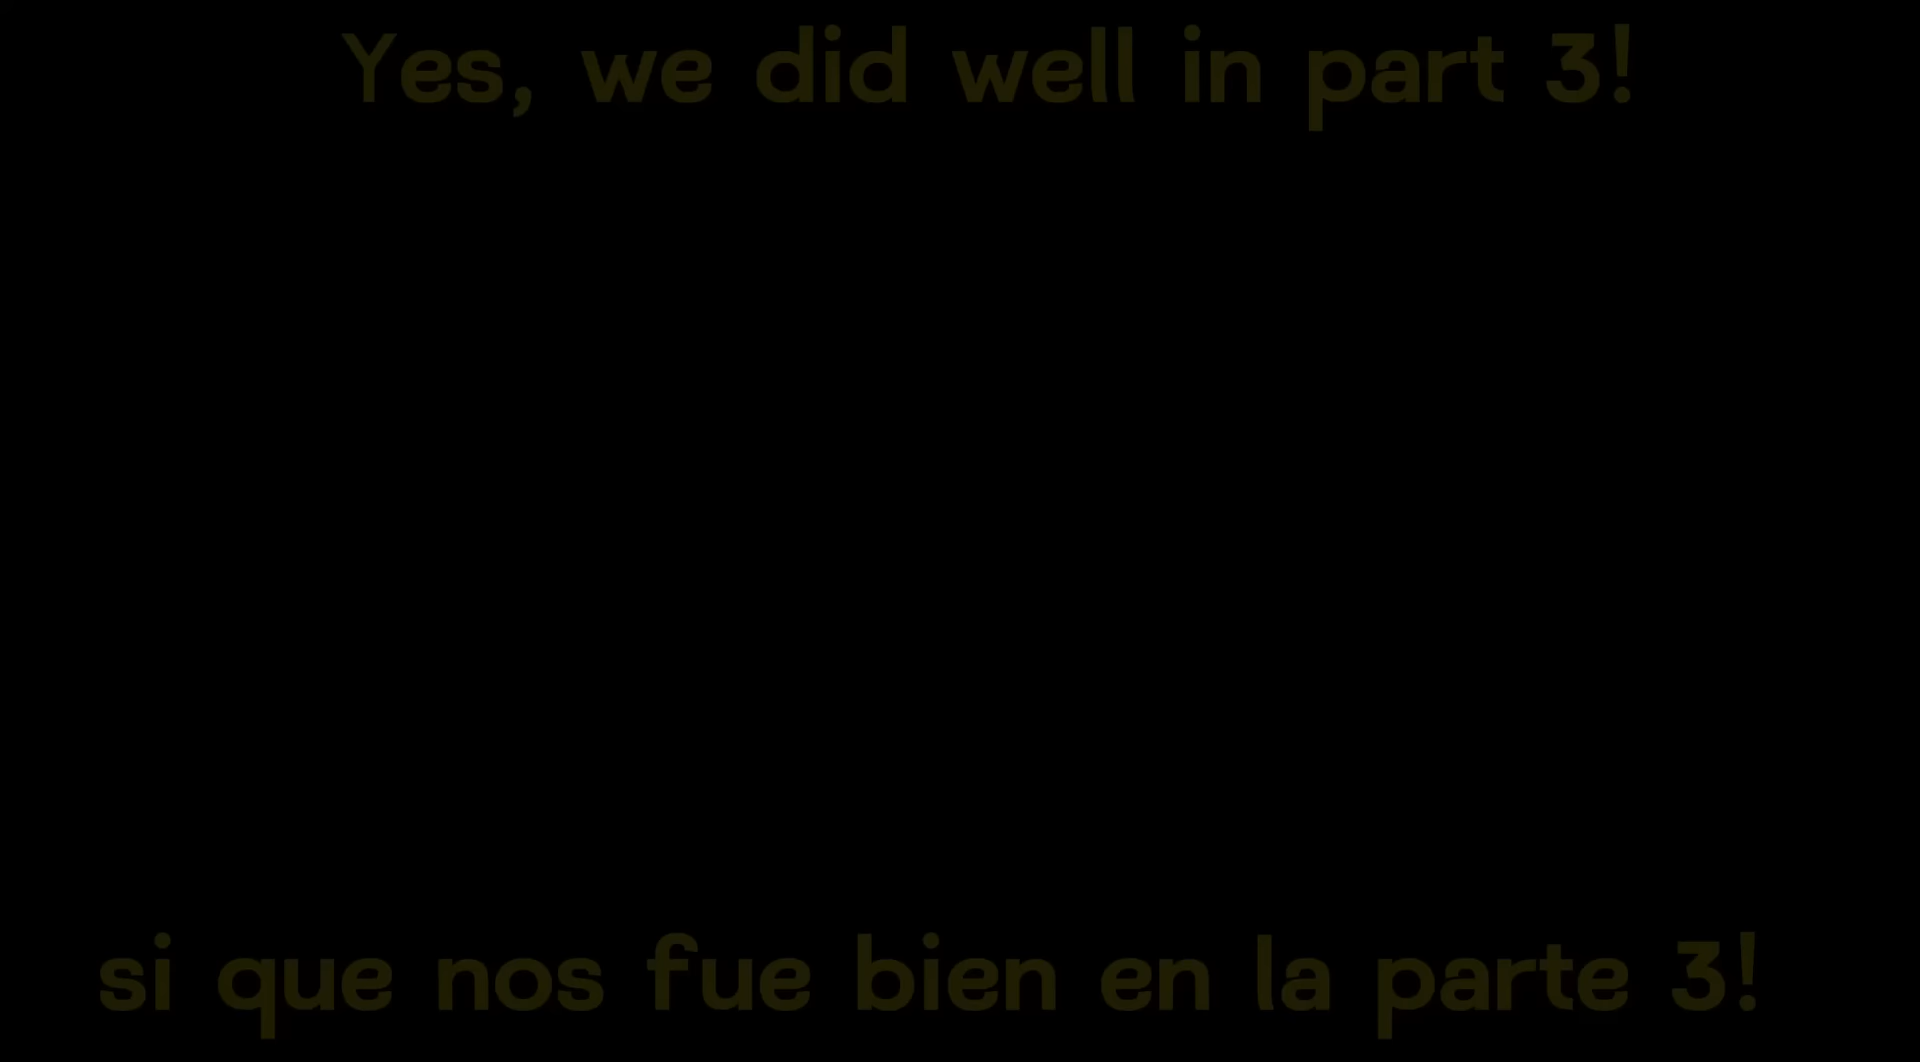 Yes, we did well in part 3!
si que nos fue bien en la parte 3!